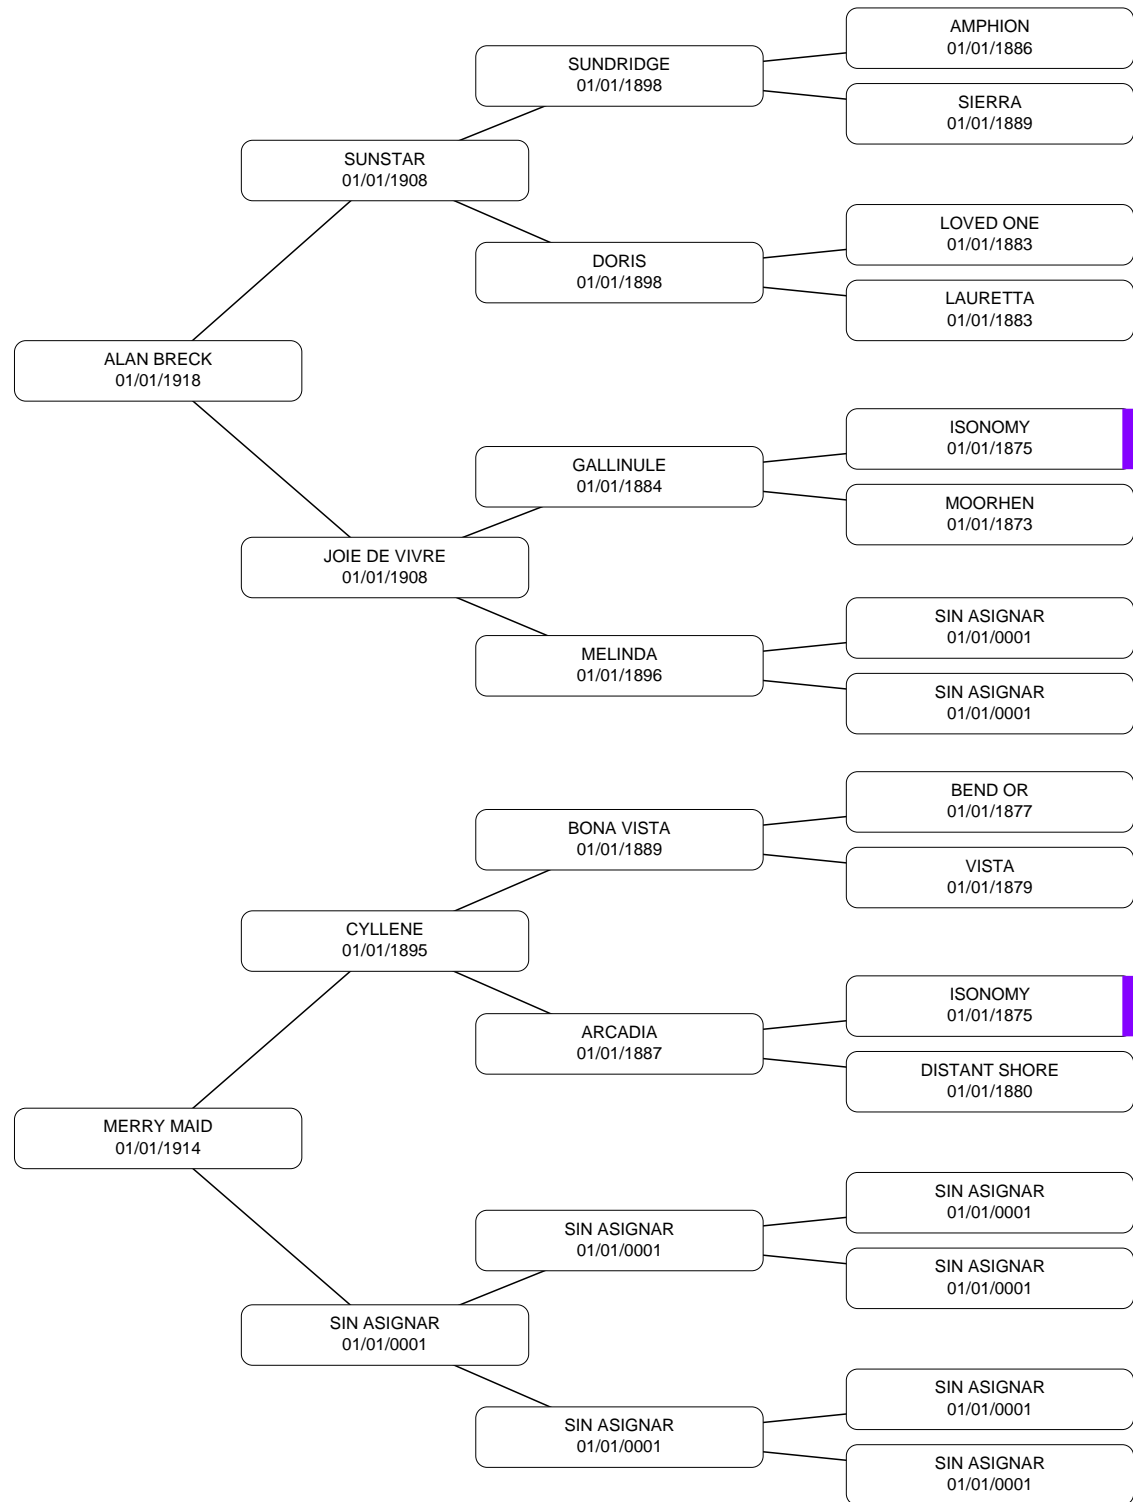 AMPHION
01/01/1886
SUNDRIDGE
01/01/1898
SIERRA
01/01/1889
SUNSTAR
01/01/1908
LOVED ONE
01/01/1883
DORIS
01/01/1898
LAURETTA
01/01/1883
ALAN BRECK
01/01/1918
ISONOMY
01/01/1875
GALLINULE
01/01/1884
MOORHEN
01/01/1873
JOIE DE VIVRE
01/01/1908
SIN ASIGNAR
01/01/0001
MELINDA
01/01/1896
SIN ASIGNAR
01/01/0001
BEND OR
01/01/1877
BONA VISTA
01/01/1889
VISTA
01/01/1879
CYLLENE
01/01/1895
ISONOMY
01/01/1875
ARCADIA
01/01/1887
DISTANT SHORE
01/01/1880
MERRY MAID
01/01/1914
SIN ASIGNAR
01/01/0001
SIN ASIGNAR
01/01/0001
SIN ASIGNAR
01/01/0001
SIN ASIGNAR
01/01/0001
SIN ASIGNAR
01/01/0001
SIN ASIGNAR
01/01/0001
SIN ASIGNAR
01/01/0001